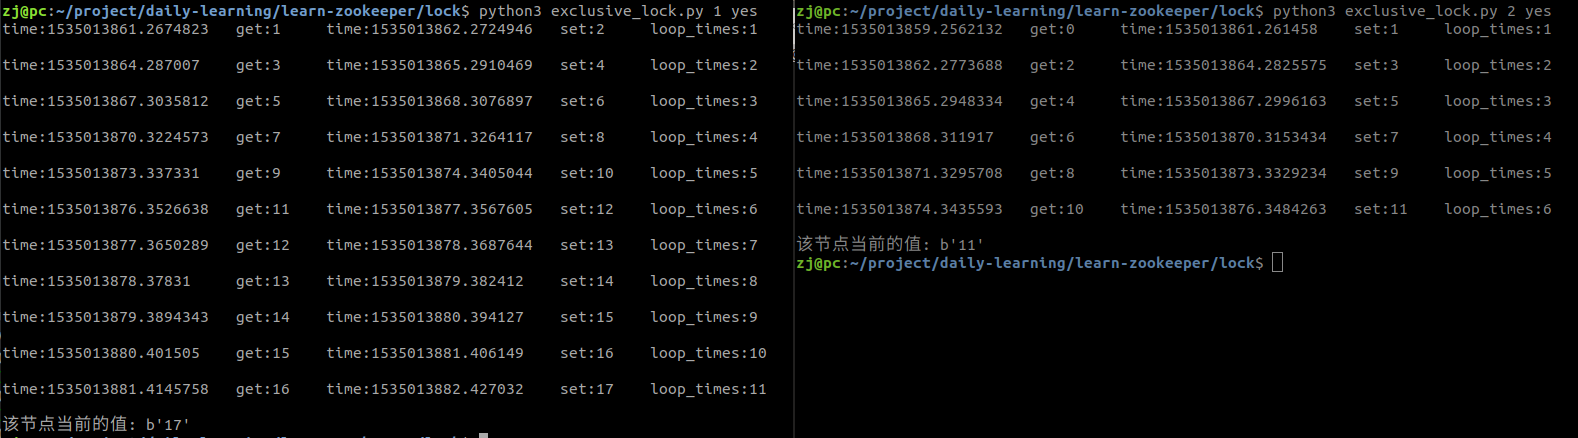 zj@pc:~/project/daily-learning/learn-zookeeper/lock$ python3 exclusive_lock.py 1 yes
time:1535013861.2674823 get:1 time:1535013862.2724946 set:2 loop_times:1
time:1535013864.287007 get:3 time:1535013865.2910469 set:4 loop_times:2
time:1535013867.3035812 get:5 time:1535013868.3076897 set:6 loop_times:3
time:1535013870.3224573 get:7 time:1535013871.3264117 set:8 loop_times:4
time:1535013873.337331 get:9 time:1535013874.3405044 set:10 loop_times:5
time:1535013876.3526638 get:11 time:1535013877.3567605 set:12 loop_times:6
time:1535013877.3650289 get:12 time:1535013878.3687644 set:13 loop_times:7
time:1535013878.37831 get:13 time:1535013879.382412 set:14 loop_times:8
time:1535013879.3894343 get:14 time:1535013880.394127 set:15 loop_times:9
time:1535013880.401505 get:15 time:1535013881.406149 set:16 loop_times:10
time:1535013881.4145758 get:16 time:1535013882.427032 set:17 loop_times:11
该节点当前的值: b'17'
zj@pc:~/project/daily-learning/learn-zookeeper/lock$ python3 exclusive_lock.py 2 yes
time:1535013859.2562132 get:0 time:1535013861.261458 set:1 loop_times:1
time:1535013862.2773688 get:2 time:1535013864.2825575 set:3 loop_times:2
time:1535013865.2948334 get:4 time:1535013867.2996163 set:5 loop_times:3
time:1535013868.311917 get:6 time:1535013870.3153434 set:7 loop_times:4
time:1535013871.3295708 get:8 time:1535013873.3329234 set:9 loop_times:5
time:1535013874.3435593 get:10 time:1535013876.3484263 set:11 loop_times:6
该节点当前的值: b'11'
zj@pc:~/project/daily-learning/learn-zookeeper/lock$